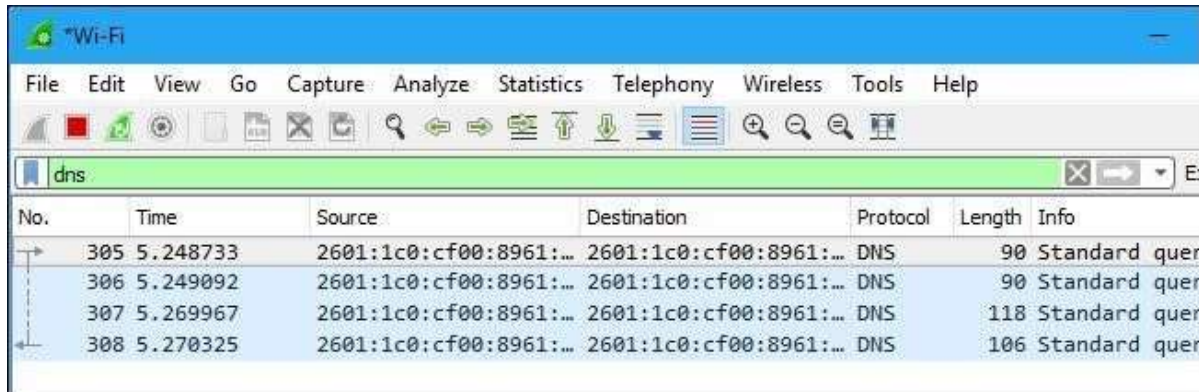 *Wi-Fi
File Edit View Go Capture Analyze Statistics Telephony Wireless Tools Help
dns
No. Time Source Destination Protocol Length Info
305 5.248733 2601:1c0:cf00:8961:… 2601:1c0:cf00:8961:… DNS 90 Standard quer
306 5.249092 2601:1c0:cf00:8961:… 2601:1c0:cf00:8961:… DNS 90 Standard quer
307 5.269967 2601:1c0:cf00:8961:… 2601:1c0:cf00:8961:… DNS 118 Standard quer
308 5.270325 2601:1c0:cf00:8961:… 2601:1c0:cf00:8961:… DNS 106 Standard quer